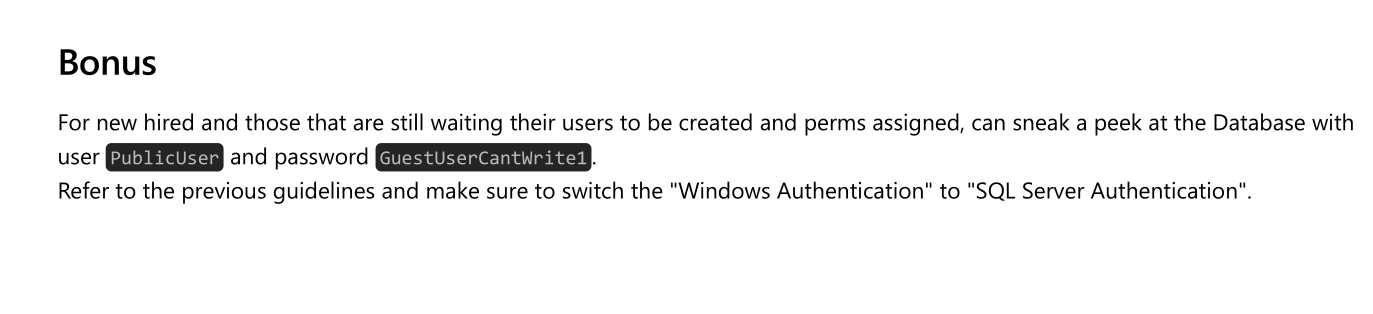 Bonus
For new hired and those that are still waiting their users to be created and perms assigned, can sneak a peek at the Database with
user PublicUser and password GuestUserCantWrite1.
Refer to the previous guidelines and make sure to switch the "Windows Authentication" to "SQL Server Authentication".